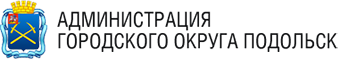 АДМИНИСТРАЦИЯ
ГОРОДСКОГО ОКРУГА ПОДОЛЬСК